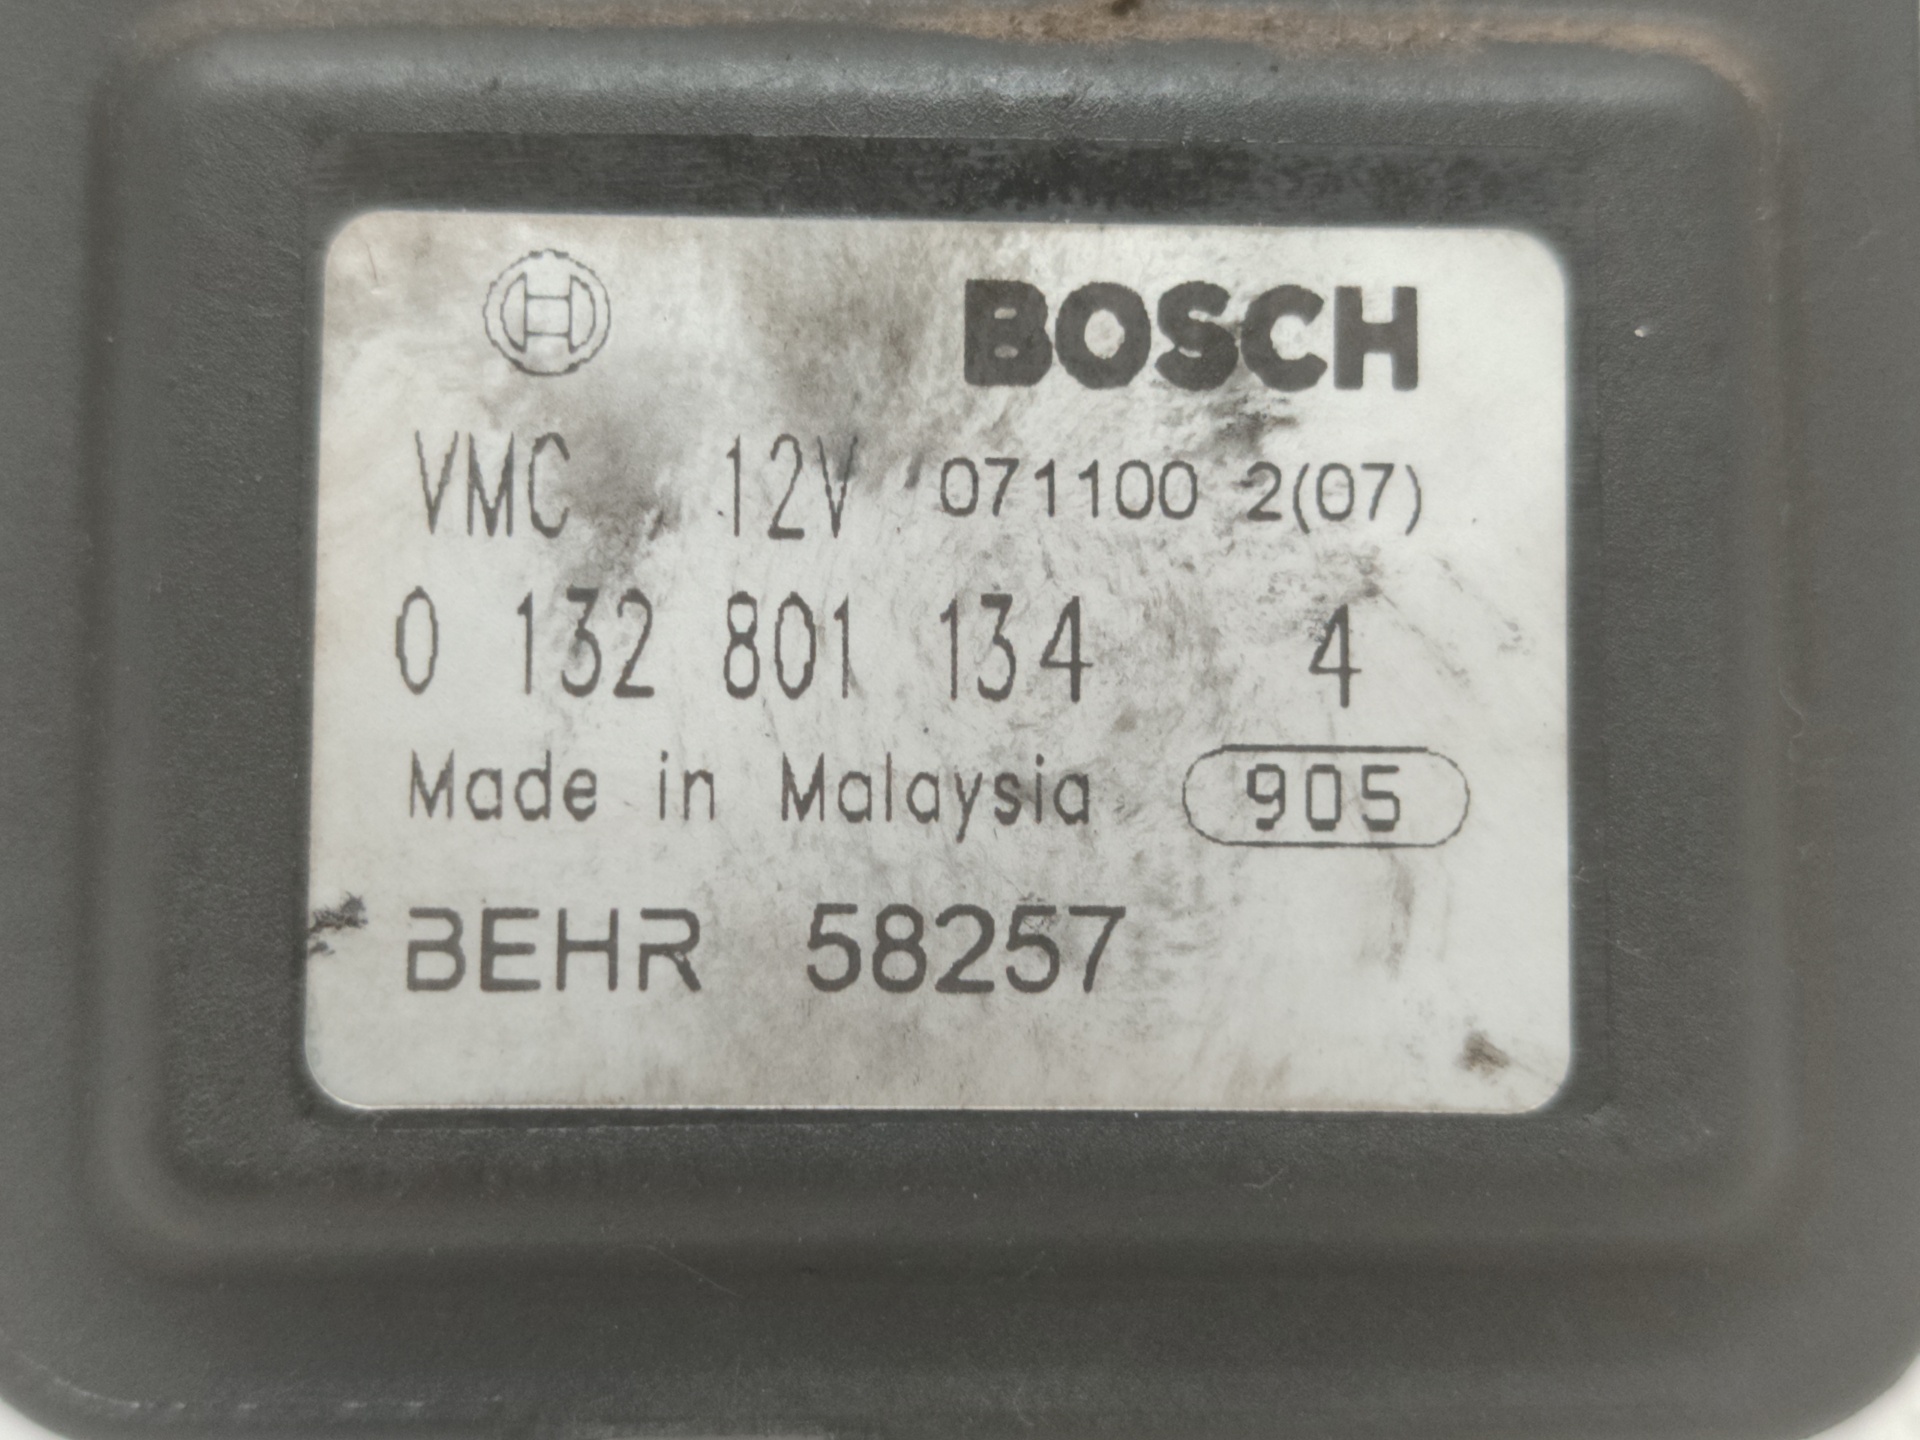 BOSCH
VMC 12V 071100 2(07)
0 132 801 134 4
Made in Malaysia 905
BEHR 58257